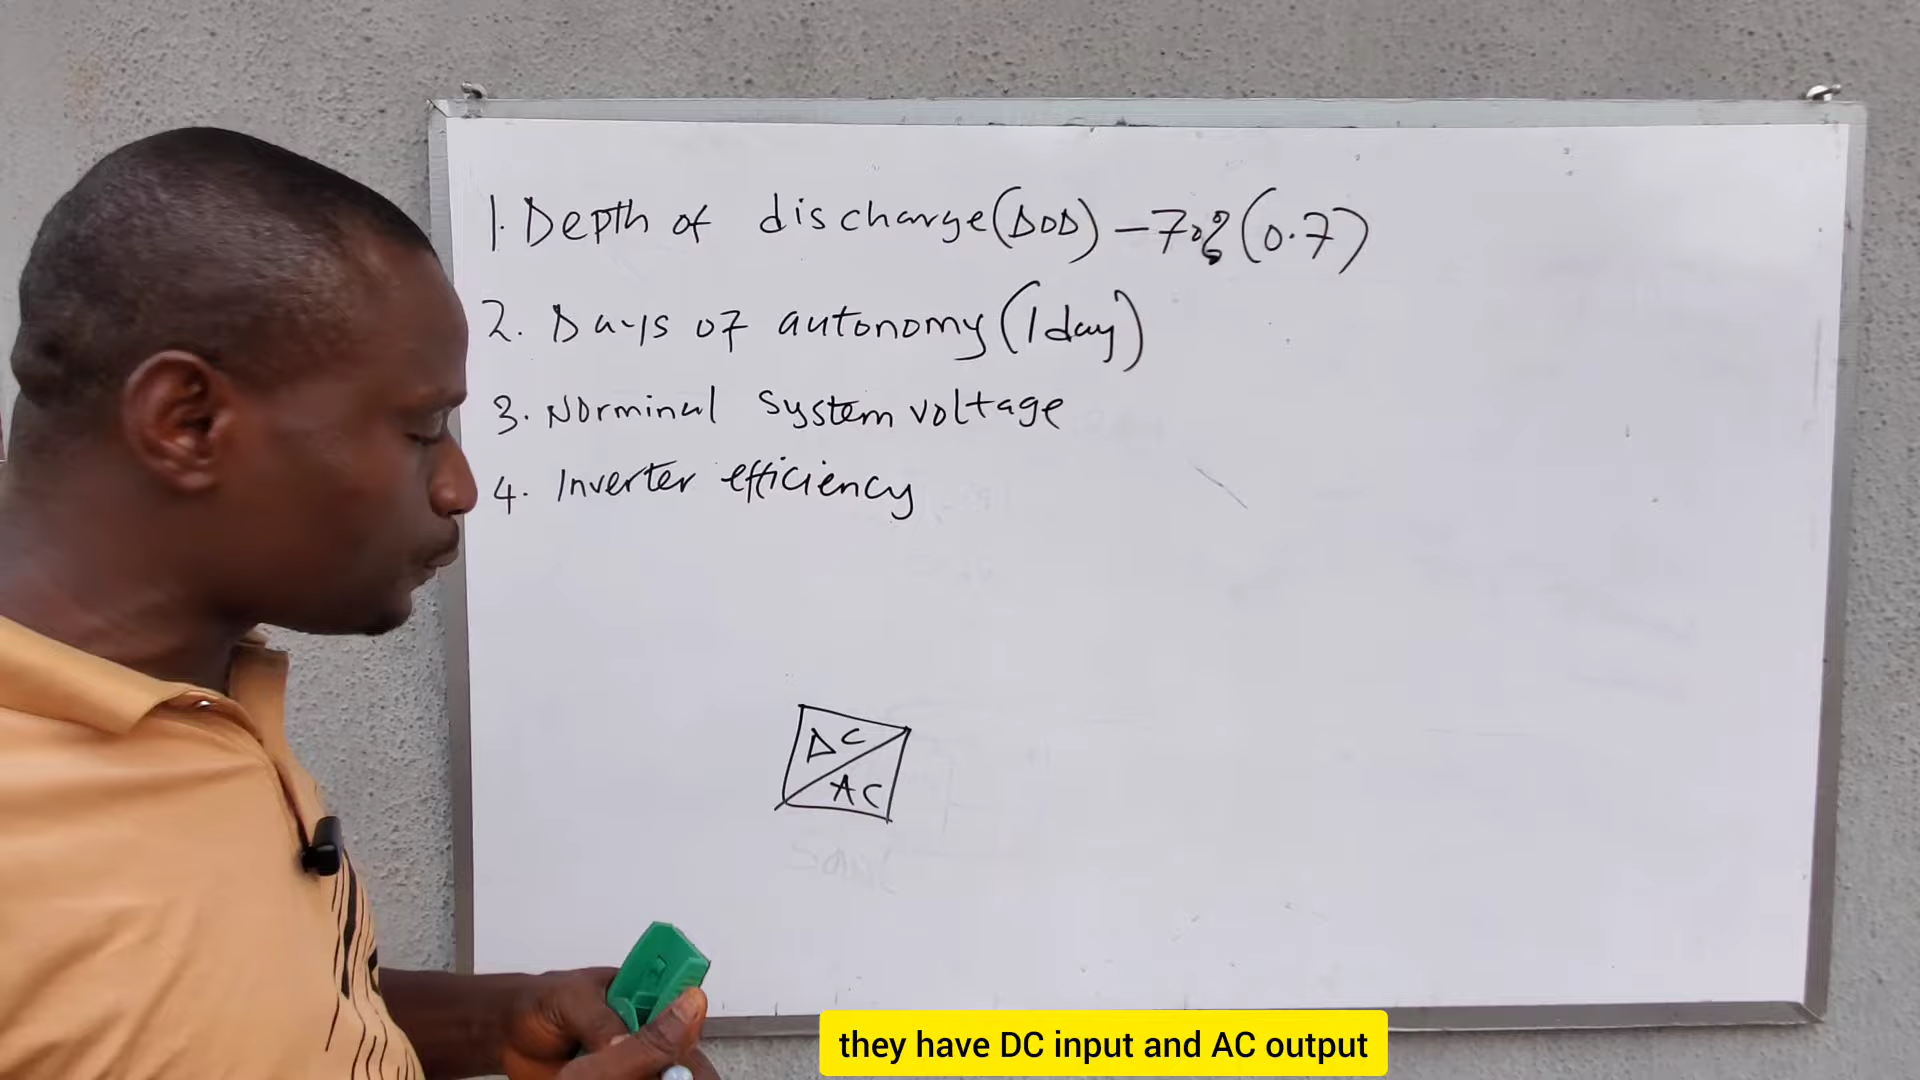 1. Depth of discharge (DOD) – 70% (0.7)
2. Days of autonomy (1 day)
3. Norminal system voltage
4. Inverter efficiency
DC
AC
they have DC input and AC output